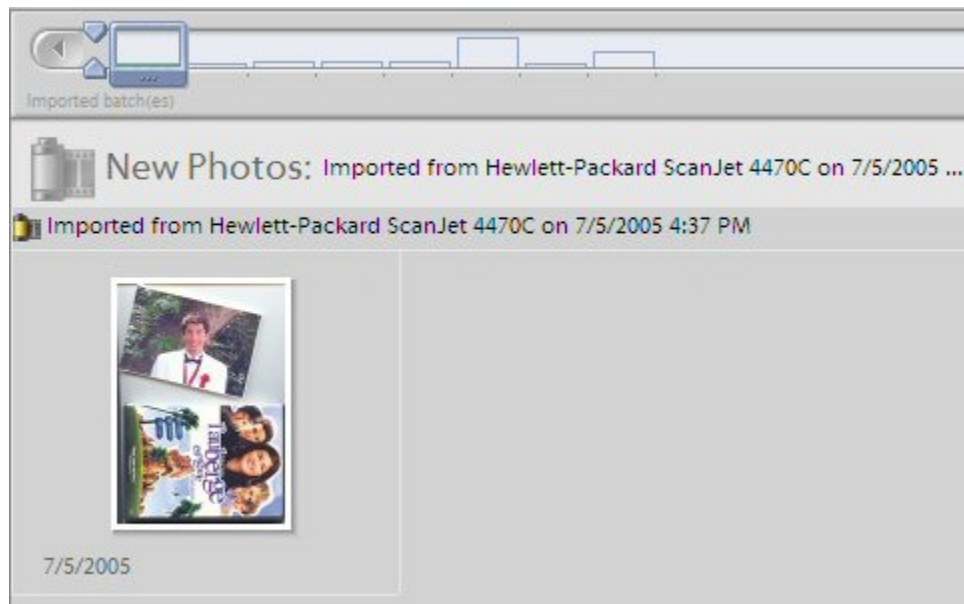 Imported batch(es)
New Photos: Imported from Hewlett-Packard ScanJet 4470C on 7/5/2005 ...
Imported from Hewlett-Packard ScanJet 4470C on 7/5/2005 4:37 PM
l'auberge
7/5/2005